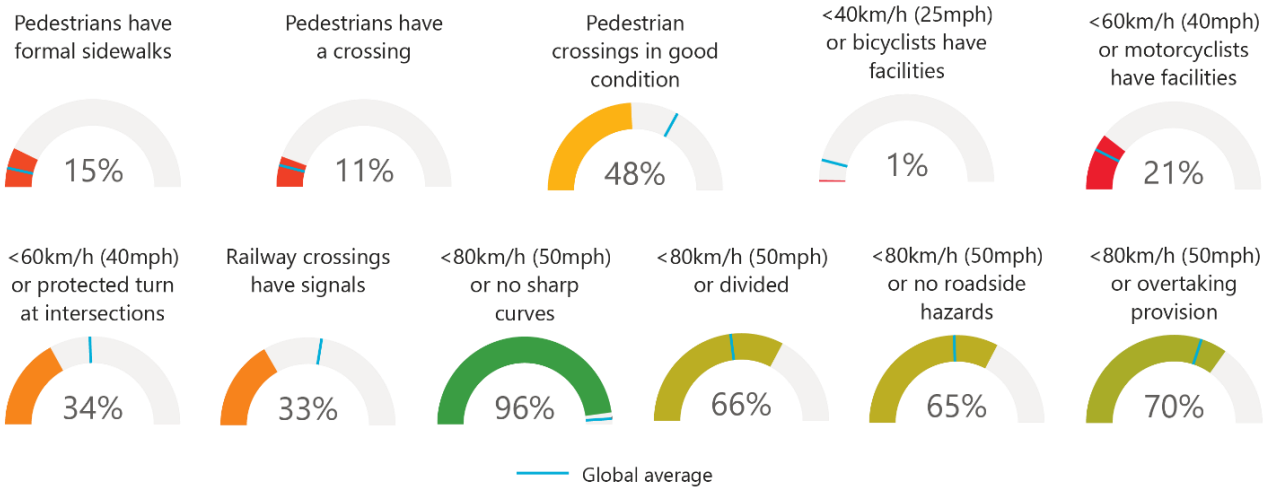 Pedestrians have
formal sidewalks
15%
Pedestrians have
a crossing
11%
Pedestrian
crossings in good
condition
48%
<40km/h (25mph)
or bicyclists have
facilities
1%
<60km/h (40mph)
or motorcyclists
have facilities
21%
<60km/h (40mph)
or protected turn
at intersections
34%
Railway crossings
have signals
33%
<80km/h (50mph)
or no sharp
curves
96%
<80km/h (50mph)
or divided
66%
<80km/h (50mph)
or no roadside
hazards
65%
<80km/h (50mph)
or overtaking
provision
70%
Global average